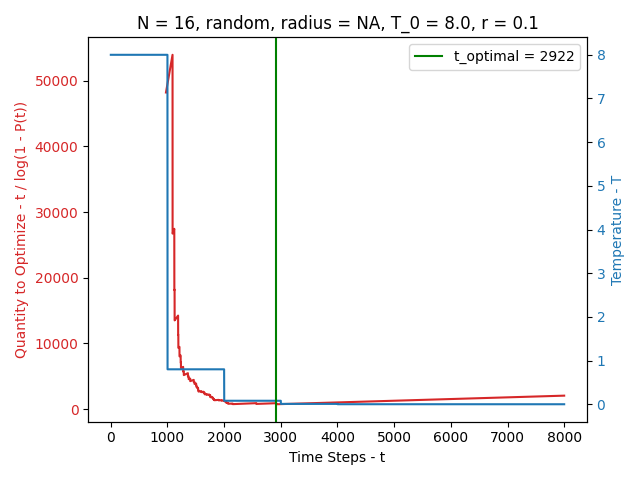 N = 16, random, radius = NA, T_0 = 8.0, r = 0.1
t_optimal = 2922
Quantity to Optimize - t / log(1 - P(t))
50000
40000
30000
20000
10000
0
8
7
6
5
4
3
2
1
0
Temperature - T
0 1000 2000 3000 4000 5000 6000 7000 8000
Time Steps - t